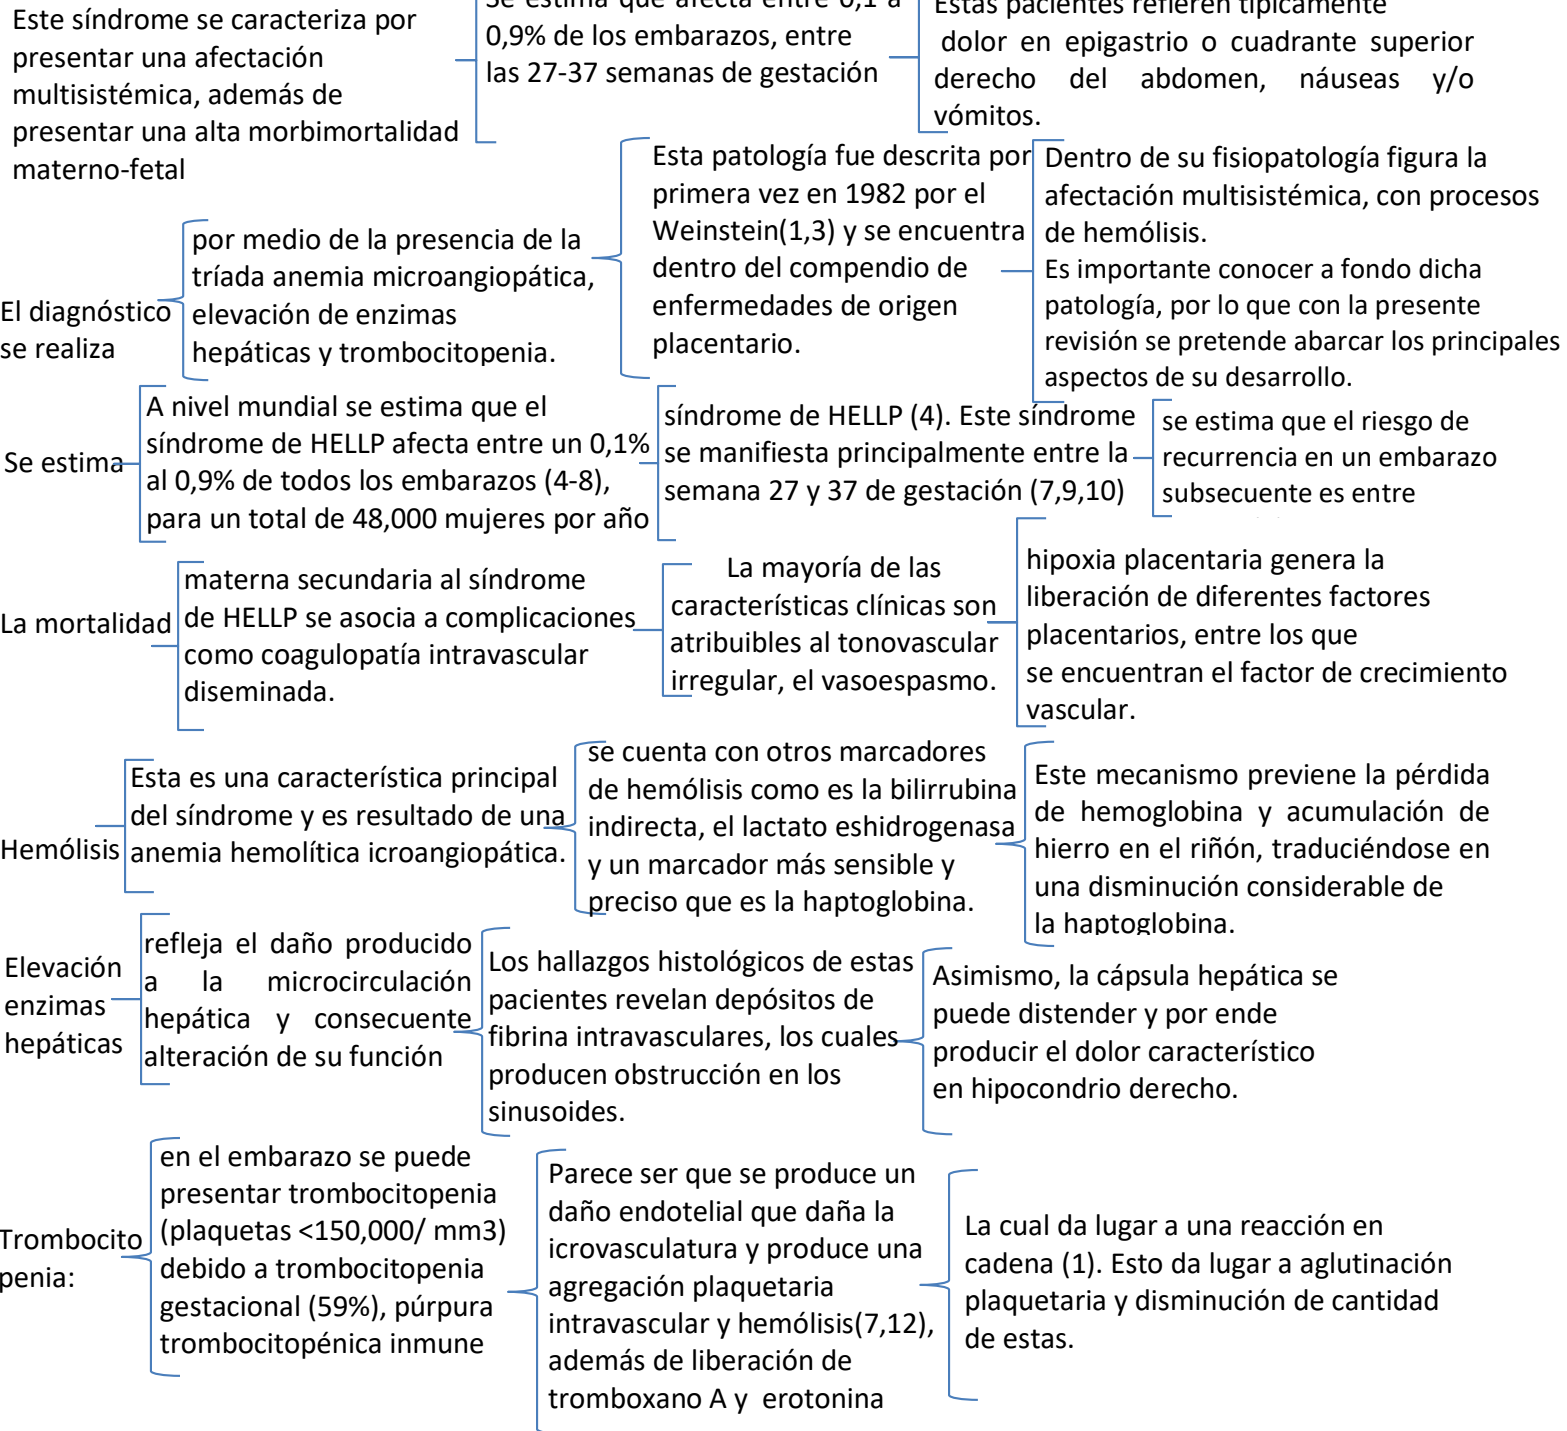 Este síndrome se caracteriza por
presentar una afectación
multisistémica, además de
presentar una alta morbimortalidad
materno-fetal
Se estima que afecta entre 0,1 a
0,9% de los embarazos, entre
las 27-37 semanas de gestación
Estas pacientes refieren típicamente
dolor en epigastrio o cuadrante superior
derecho del abdomen, náuseas y/o
vómitos.
El diagnóstico
se realiza
por medio de la presencia de la
tríada anemia microangiopática,
elevación de enzimas
hepáticas y trombocitopenia.
Esta patología fue descrita por
primera vez en 1982 por el
Weinstein(1,3) y se encuentra
dentro del compendio de
enfermedades de origen
placentario.
Dentro de su fisiopatología figura la
afectación multisistémica, con procesos
de hemólisis.
Es importante conocer a fondo dicha
patología, por lo que con la presente
revisión se pretende abarcar los principales
aspectos de su desarrollo.
Se estima
A nivel mundial se estima que el
síndrome de HELLP afecta entre un 0,1%
al 0,9% de todos los embarazos (4-8),
para un total de 48,000 mujeres por año
síndrome de HELLP (4). Este síndrome
se manifiesta principalmente entre la
semana 27 y 37 de gestación (7,9,10)
se estima que el riesgo de
recurrencia en un embarazo
subsecuente es entre
La mortalidad
materna secundaria al síndrome
de HELLP se asocia a complicaciones
como coagulopatía intravascular
diseminada.
La mayoría de las
características clínicas son
atribuibles al tonovascular
irregular, el vasoespasmo.
hipoxia placentaria genera la
liberación de diferentes factores
placentarios, entre los que
se encuentran el factor de crecimiento
vascular.
Hemólisis
Esta es una característica principal
del síndrome y es resultado de una
anemia hemolítica icroangiopática.
se cuenta con otros marcadores
de hemólisis como es la bilirrubina
indirecta, el lactato eshidrogenasa
y un marcador más sensible y
preciso que es la haptoglobina.
Este mecanismo previene la pérdida
de hemoglobina y acumulación de
hierro en el riñón, traduciéndose en
una disminución considerable de
la haptoglobina.
Elevación
enzimas
hepáticas
refleja el daño producido
a la microcirculación
hepática y consecuente
alteración de su función
Los hallazgos histológicos de estas
pacientes revelan depósitos de
fibrina intravasculares, los cuales
producen obstrucción en los
sinusoides.
Asimismo, la cápsula hepática se
puede distender y por ende
producir el dolor característico
en hipocondrio derecho.
Trombocito
penia:
en el embarazo se puede
presentar trombocitopenia
(plaquetas <150,000/ mm3)
debido a trombocitopenia
gestacional (59%), púrpura
trombocitopénica inmune
Parece ser que se produce un
daño endotelial que daña la
icrovasculatura y produce una
agregación plaquetaria
intravascular y hemólisis(7,12),
además de liberación de
tromboxano A y erotonina
La cual da lugar a una reacción en
cadena (1). Esto da lugar a aglutinación
plaquetaria y disminución de cantidad
de estas.